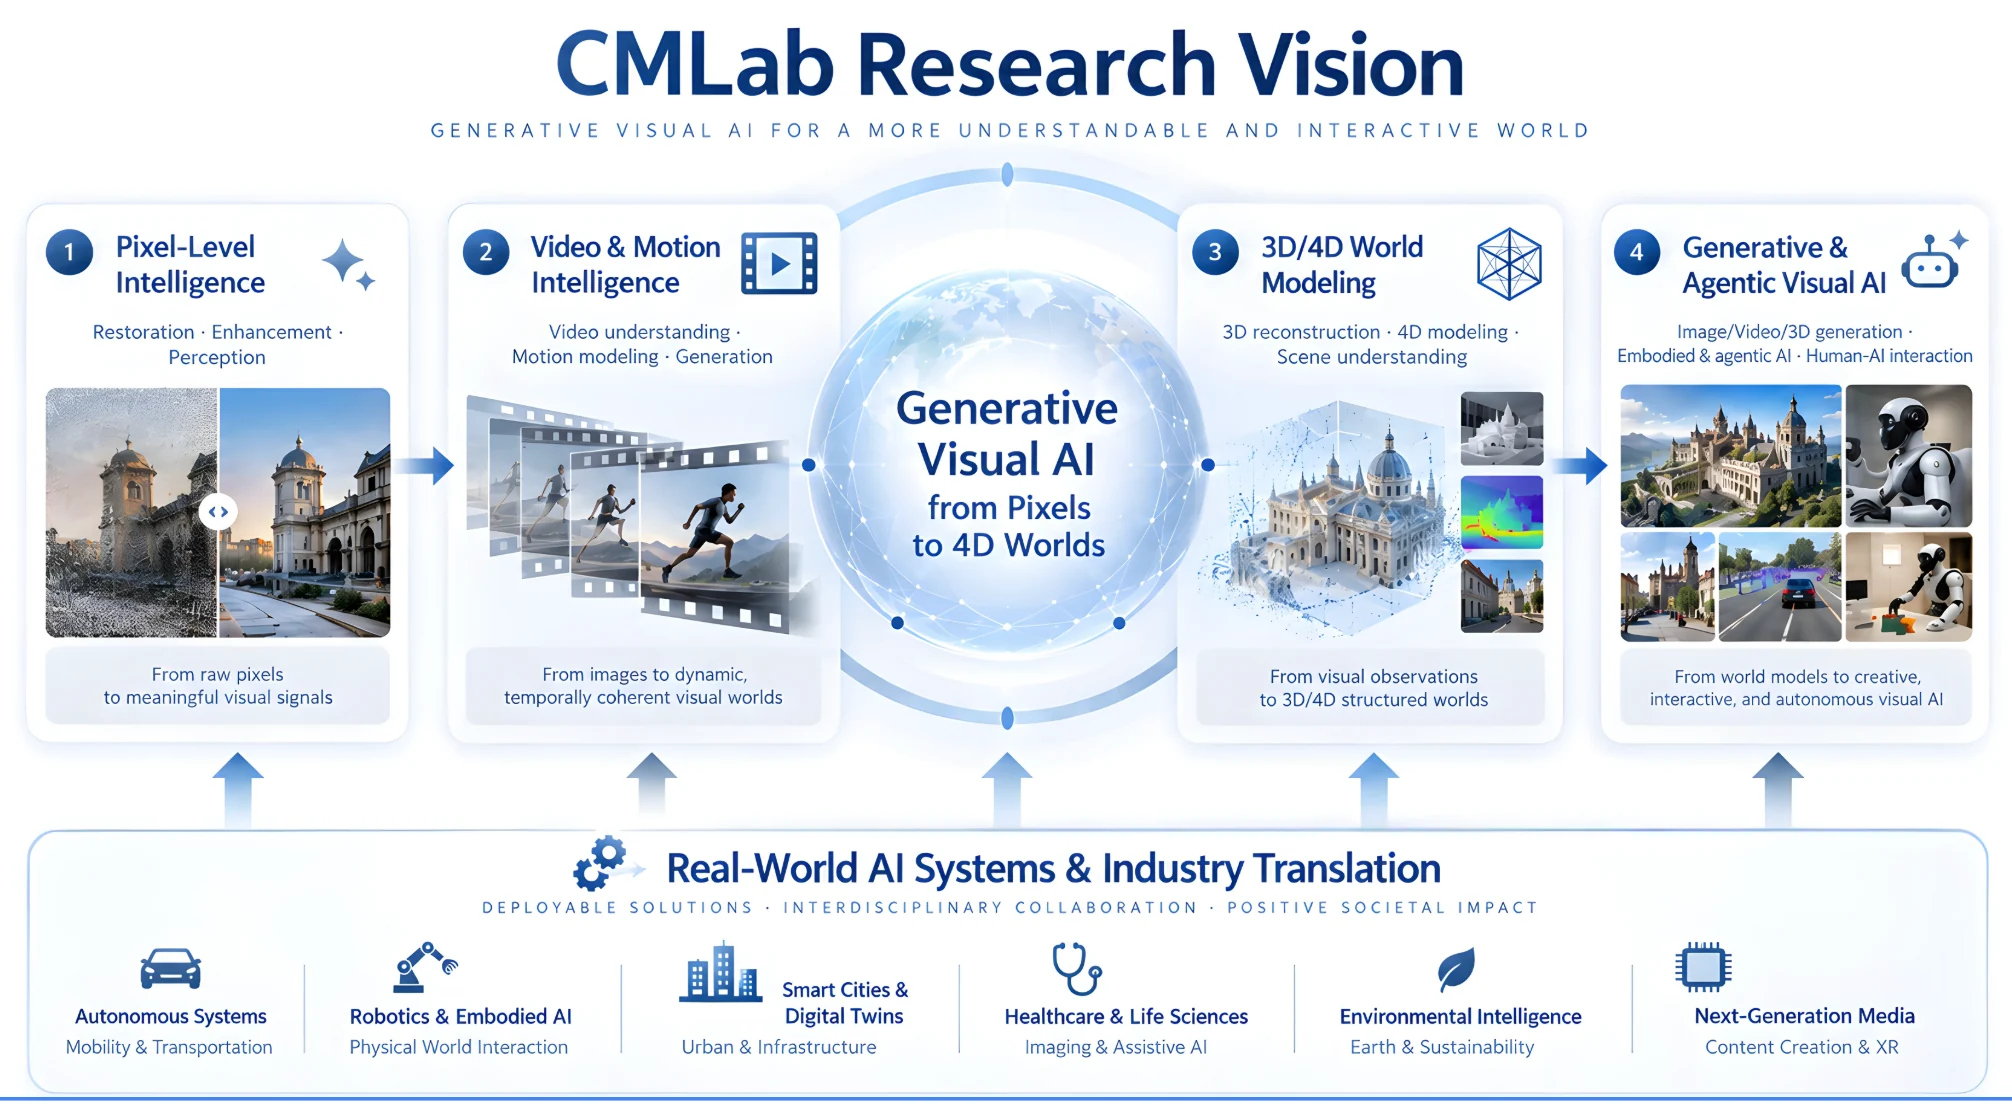 CMLab Research Vision
GENERATIVE VISUAL AI FOR A MORE UNDERSTANDABLE AND INTERACTIVE WORLD
1
Pixel-Level
Intelligence
Restoration · Enhancement ·
Perception
From raw pixels
to meaningful visual signals
2
Video & Motion
Intelligence
Video understanding ·
Motion modeling · Generation
From images to dynamic,
temporally coherent visual worlds
Generative
Visual AI
from Pixels
to 4D Worlds
3
3D/4D World
Modeling
3D reconstruction · 4D modeling ·
Scene understanding
From visual observations
to 3D/4D structured worlds
4
Generative &
Agentic Visual AI
Image/Video/3D generation ·
Embodied & agentic AI · Human-AI interaction
From world models to creative,
interactive, and autonomous visual AI
Real-World AI Systems & Industry Translation
DEPLOYABLE SOLUTIONS · INTERDISCIPLINARY COLLABORATION · POSITIVE SOCIETAL IMPACT
Autonomous Systems
Mobility & Transportation
Robotics & Embodied AI
Physical World Interaction
Smart Cities &
Digital Twins
Urban & Infrastructure
Healthcare & Life Sciences
Imaging & Assistive AI
Environmental Intelligence
Earth & Sustainability
Next-Generation Media
Content Creation & XR